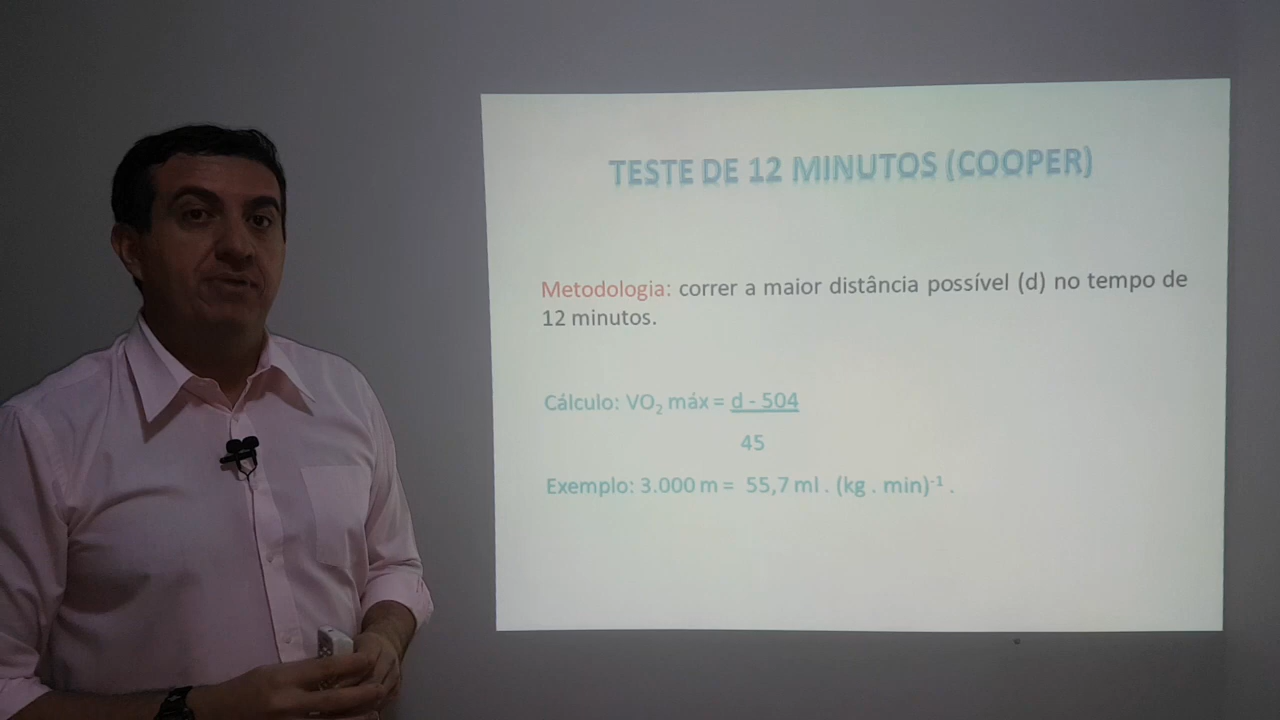 TESTE DE 12 MINUTOS (COOPER)
Metodologia: correr a maior distância possível (d) no tempo de
12 minutos.
Cálculo: VO₂ máx = d - 504
45
Exemplo: 3.000 m = 55,7 ml . (kg . min)⁻¹ .